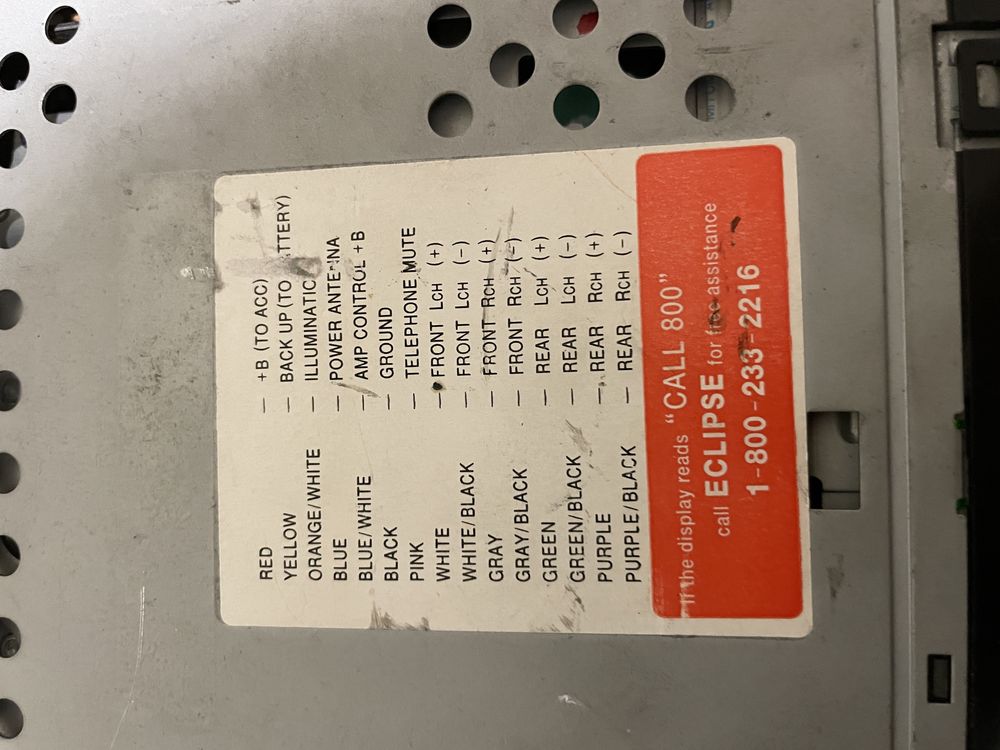 RED — +B (TO ACC)
YELLOW — BACK UP (TO TTERY)
ORANGE/WHITE — ILLUMINATIO
BLUE — POWER ANTENNA
BLUE/WHITE — AMP CONTROL +B
BLACK — GROUND
PINK — TELEPHONE MUTE
WHITE — FRONT LCH (+)
WHITE/BLACK — FRONT LCH (-)
GRAY — FRONT RCH (+)
GRAY/BLACK — FRONT RCH (-)
GREEN — REAR LCH (+)
GREEN/BLACK — REAR LCH (-)
PURPLE — REAR RCH (+)
PURPLE/BLACK — REAR RCH (-)
If the display reads "CALL 800"
call ECLIPSE for free assistance
1-800-233-2216